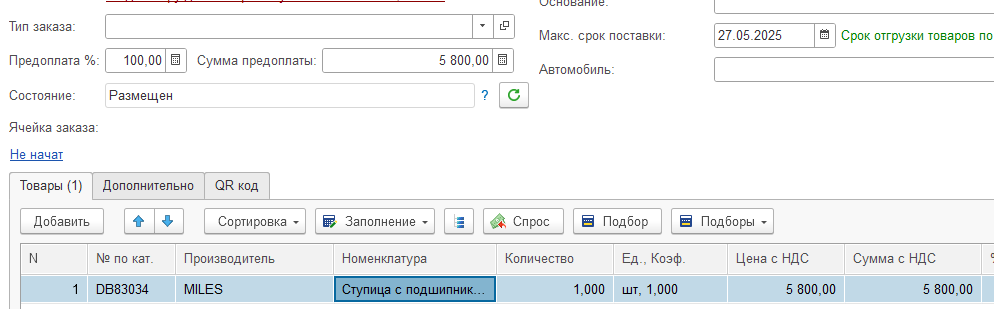 Основание:
Тип заказа:
Макс. срок поставки: 27.05.2025 Срок отгрузки товаров по
Предоплата %: 100,00 Сумма предоплаты: 5 800,00
Автомобиль:
Состояние: Размещен ?
Ячейка заказа:
Не начат
Товары (1) Дополнительно QR код
Добавить Сортировка Заполнение Спрос Подбор Подборы
N № по кат. Производитель Номенклатура Количество Ед., Коэф. Цена с НДС Сумма с НДС %
1 DB83034 MILES Ступица с подшипник... 1,000 шт, 1,000 5 800,00 5 800,00